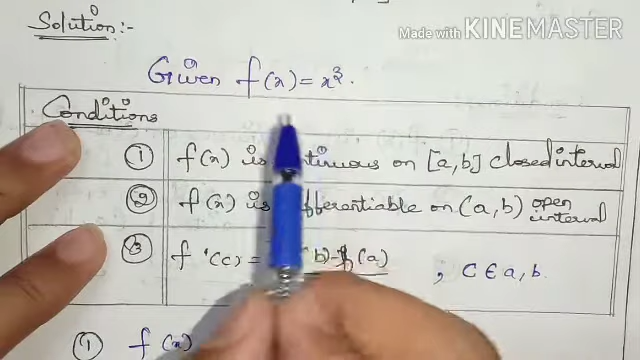 Made with KINEMASTER
Solution:-
Given f(x) = x³.
Conditions
① f(x) is continuous on [a,b] closed interval
② f(x) is differentiable on (a,b) open interval
③ f'(c) = (b)-f(a) , c ∈ a, b
① f(x)